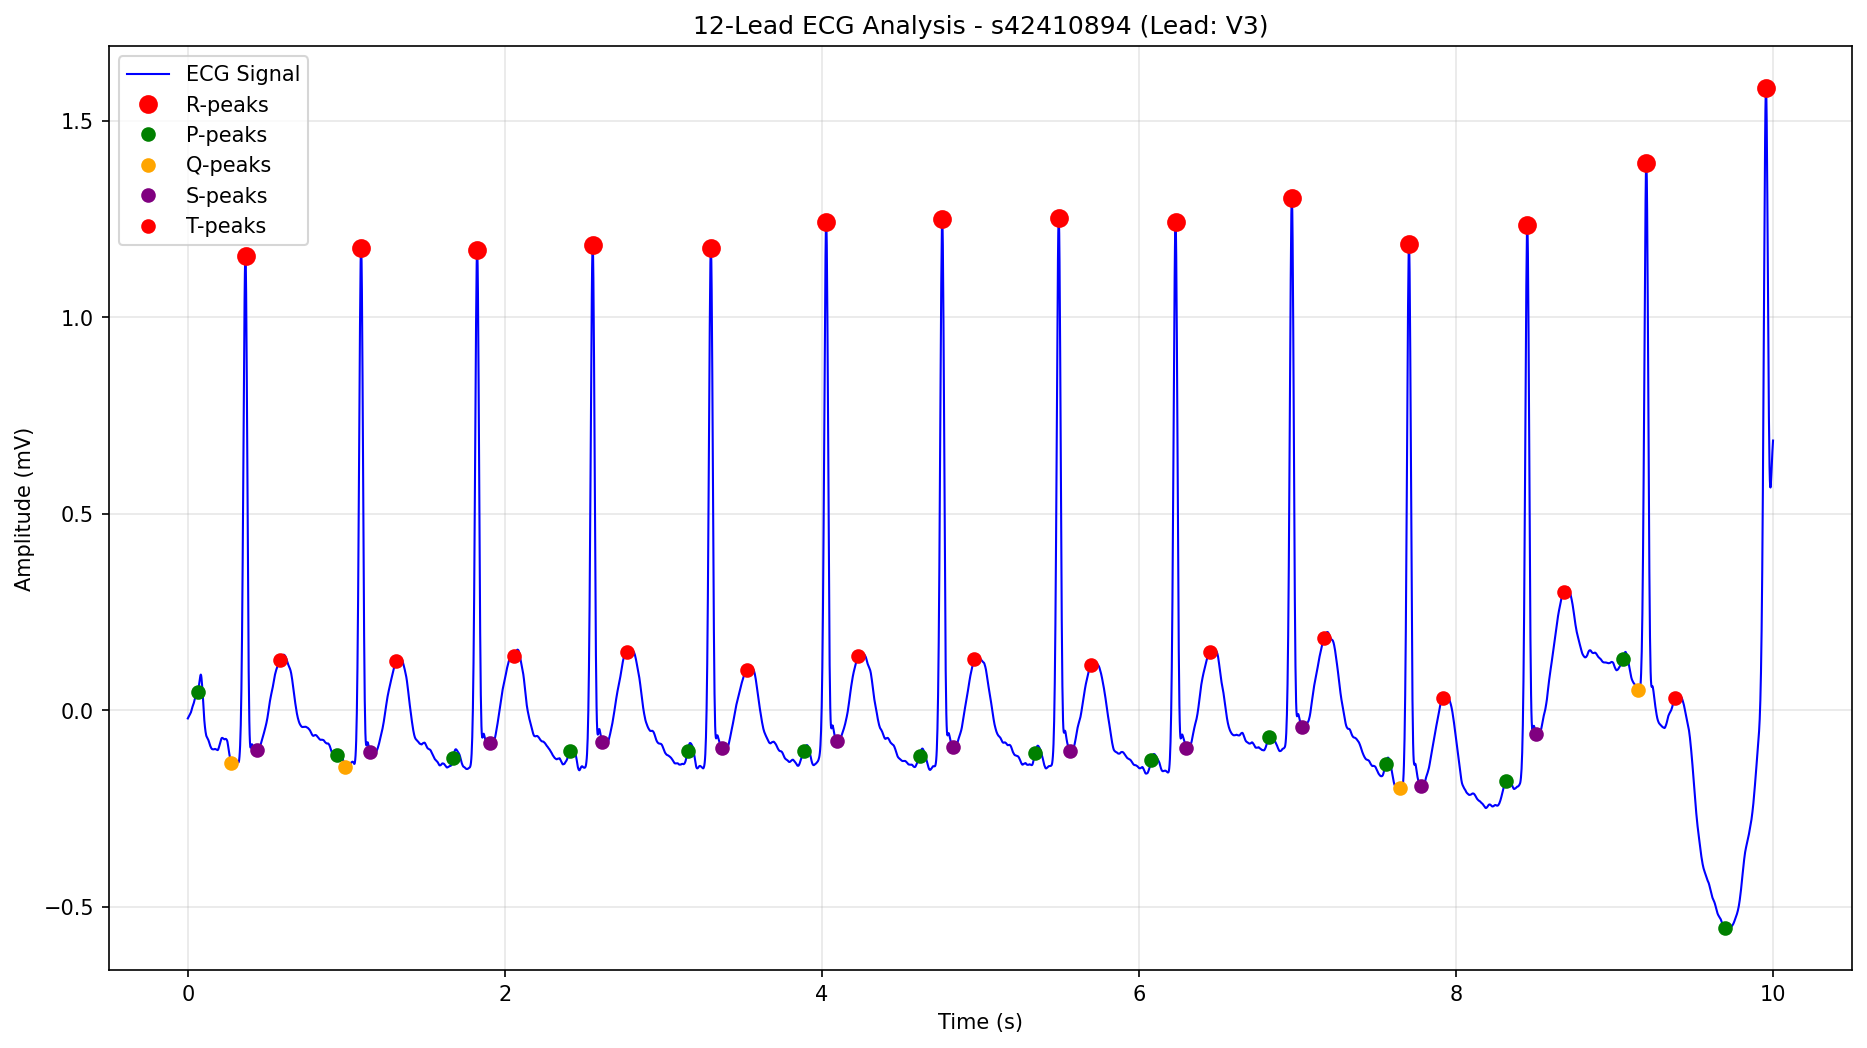 12-Lead ECG Analysis - s42410894 (Lead: V3)
ECG Signal
R-peaks
P-peaks
Q-peaks
S-peaks
T-peaks
Amplitude (mV)
1.5
1.0
0.5
0.0
−0.5
0 2 4 6 8 10
Time (s)